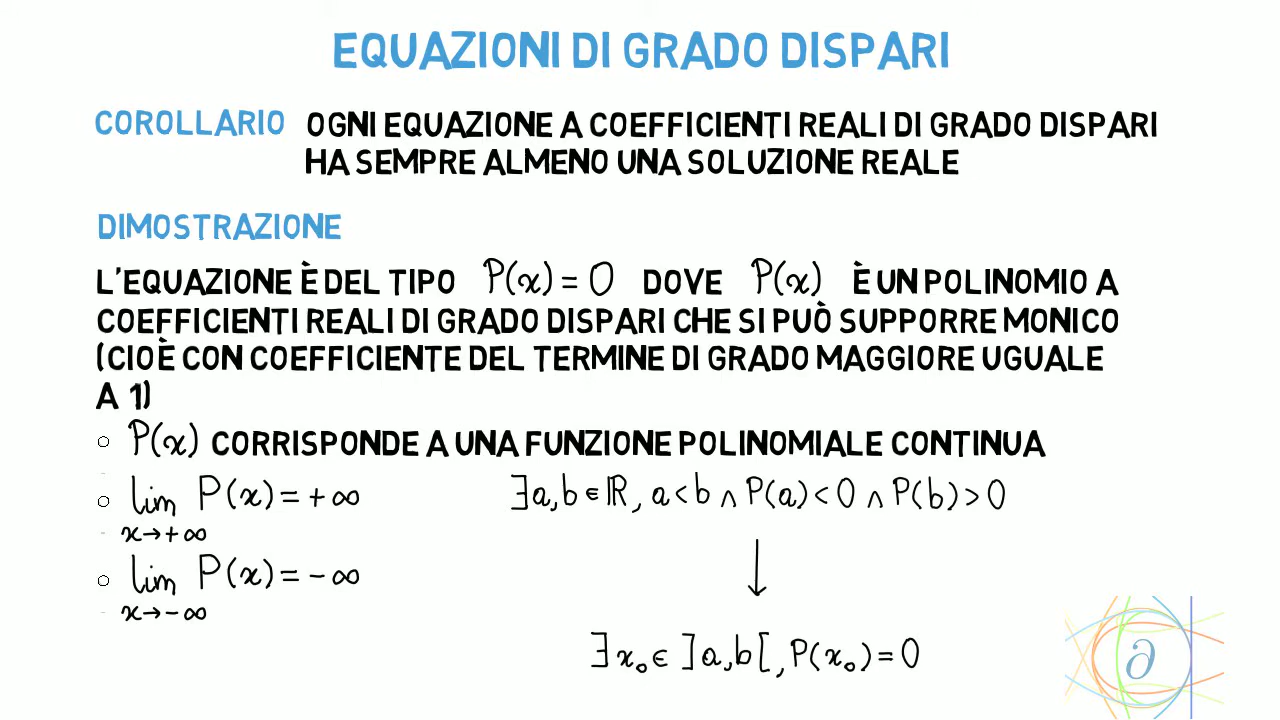 EQUAZIONI DI GRADO DISPARI
COROLLARIO OGNI EQUAZIONE A COEFFICIENTI REALI DI GRADO DISPARI
HA SEMPRE ALMENO UNA SOLUZIONE REALE
DIMOSTRAZIONE
L'EQUAZIONE È DEL TIPO P(x) = 0 DOVE P(x) È UN POLINOMIO A
COEFFICIENTI REALI DI GRADO DISPARI CHE SI PUÒ SUPPORRE MONICO
(CIOÈ CON COEFFICIENTE DEL TERMINE DI GRADO MAGGIORE UGUALE
A 1)
○ P(x) CORRISPONDE A UNA FUNZIONE POLINOMIALE CONTINUA
○ lim P(x) = +∞ ∃a,b∈ℝ, a<b ∧ P(a)<0 ∧ P(b)>0
x→+∞
↓
○ lim P(x) = -∞
x→-∞
∃x₀∈]a,b[, P(x₀)=0
∂